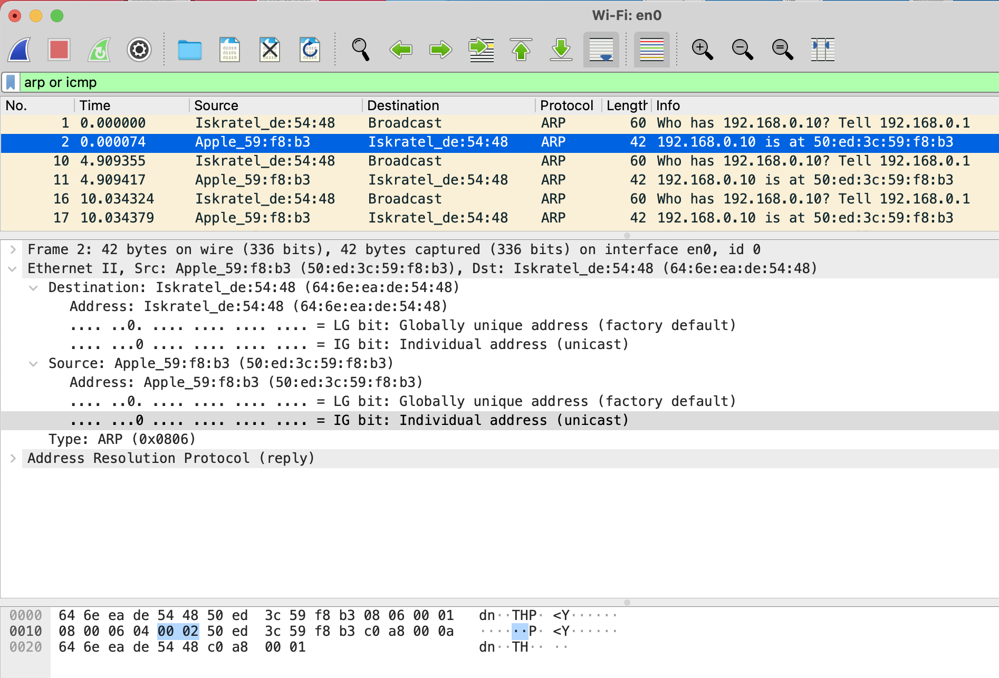 Wi-Fi: en0
arp or icmp
No. Time Source Destination Protocol Length Info
1 0.000000 Iskratel_de:54:48 Broadcast ARP 60 Who has 192.168.0.10? Tell 192.168.0.1
2 0.000074 Apple_59:f8:b3 Iskratel_de:54:48 ARP 42 192.168.0.10 is at 50:ed:3c:59:f8:b3
10 4.909355 Iskratel_de:54:48 Broadcast ARP 60 Who has 192.168.0.10? Tell 192.168.0.1
11 4.909417 Apple_59:f8:b3 Iskratel_de:54:48 ARP 42 192.168.0.10 is at 50:ed:3c:59:f8:b3
16 10.034324 Iskratel_de:54:48 Broadcast ARP 60 Who has 192.168.0.10? Tell 192.168.0.1
17 10.034379 Apple_59:f8:b3 Iskratel_de:54:48 ARP 42 192.168.0.10 is at 50:ed:3c:59:f8:b3
Frame 2: 42 bytes on wire (336 bits), 42 bytes captured (336 bits) on interface en0, id 0
Ethernet II, Src: Apple_59:f8:b3 (50:ed:3c:59:f8:b3), Dst: Iskratel_de:54:48 (64:6e:ea:de:54:48)
Destination: Iskratel_de:54:48 (64:6e:ea:de:54:48)
Address: Iskratel_de:54:48 (64:6e:ea:de:54:48)
.... ..0. .... .... .... .... = LG bit: Globally unique address (factory default)
.... ...0 .... .... .... .... = IG bit: Individual address (unicast)
Source: Apple_59:f8:b3 (50:ed:3c:59:f8:b3)
Address: Apple_59:f8:b3 (50:ed:3c:59:f8:b3)
.... ..0. .... .... .... .... = LG bit: Globally unique address (factory default)
.... ...0 .... .... .... .... = IG bit: Individual address (unicast)
Type: ARP (0x0806)
Address Resolution Protocol (reply)
0000 64 6e ea de 54 48 50 ed 3c 59 f8 b3 08 06 00 01 dn··THP· <Y······
0010 08 00 06 04 00 02 50 ed 3c 59 f8 b3 c0 a8 00 0a ······P· <Y······
0020 64 6e ea de 54 48 c0 a8 00 01 dn··TH·· ··